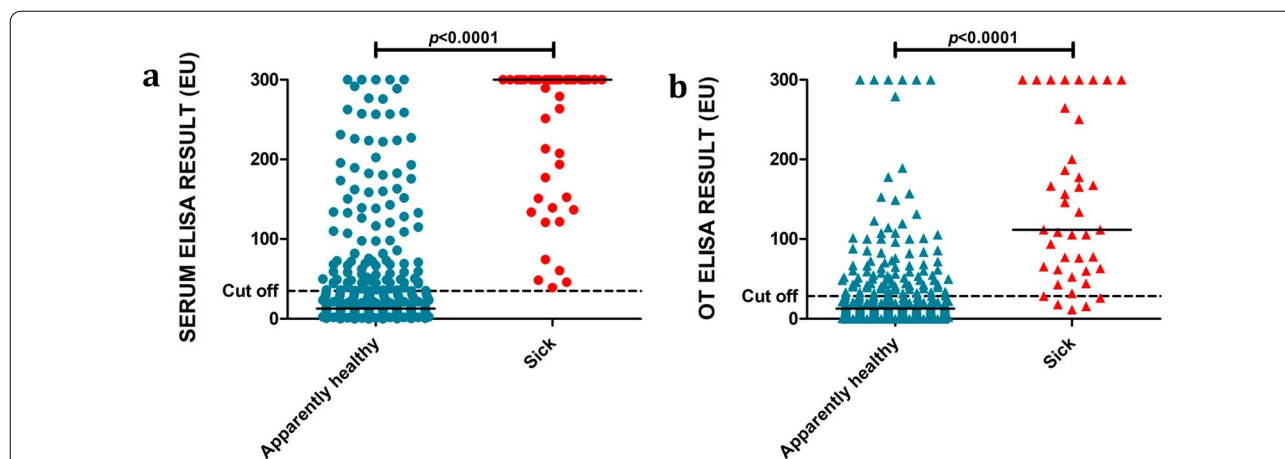 a
p<0.0001
SERUM ELISA RESULT (EU)
300
200
100
Cut off
0
Apparently healthy
Sick
b
p<0.0001
OT ELISA RESULT (EU)
300
200
100
Cut off
0
Apparently healthy
Sick